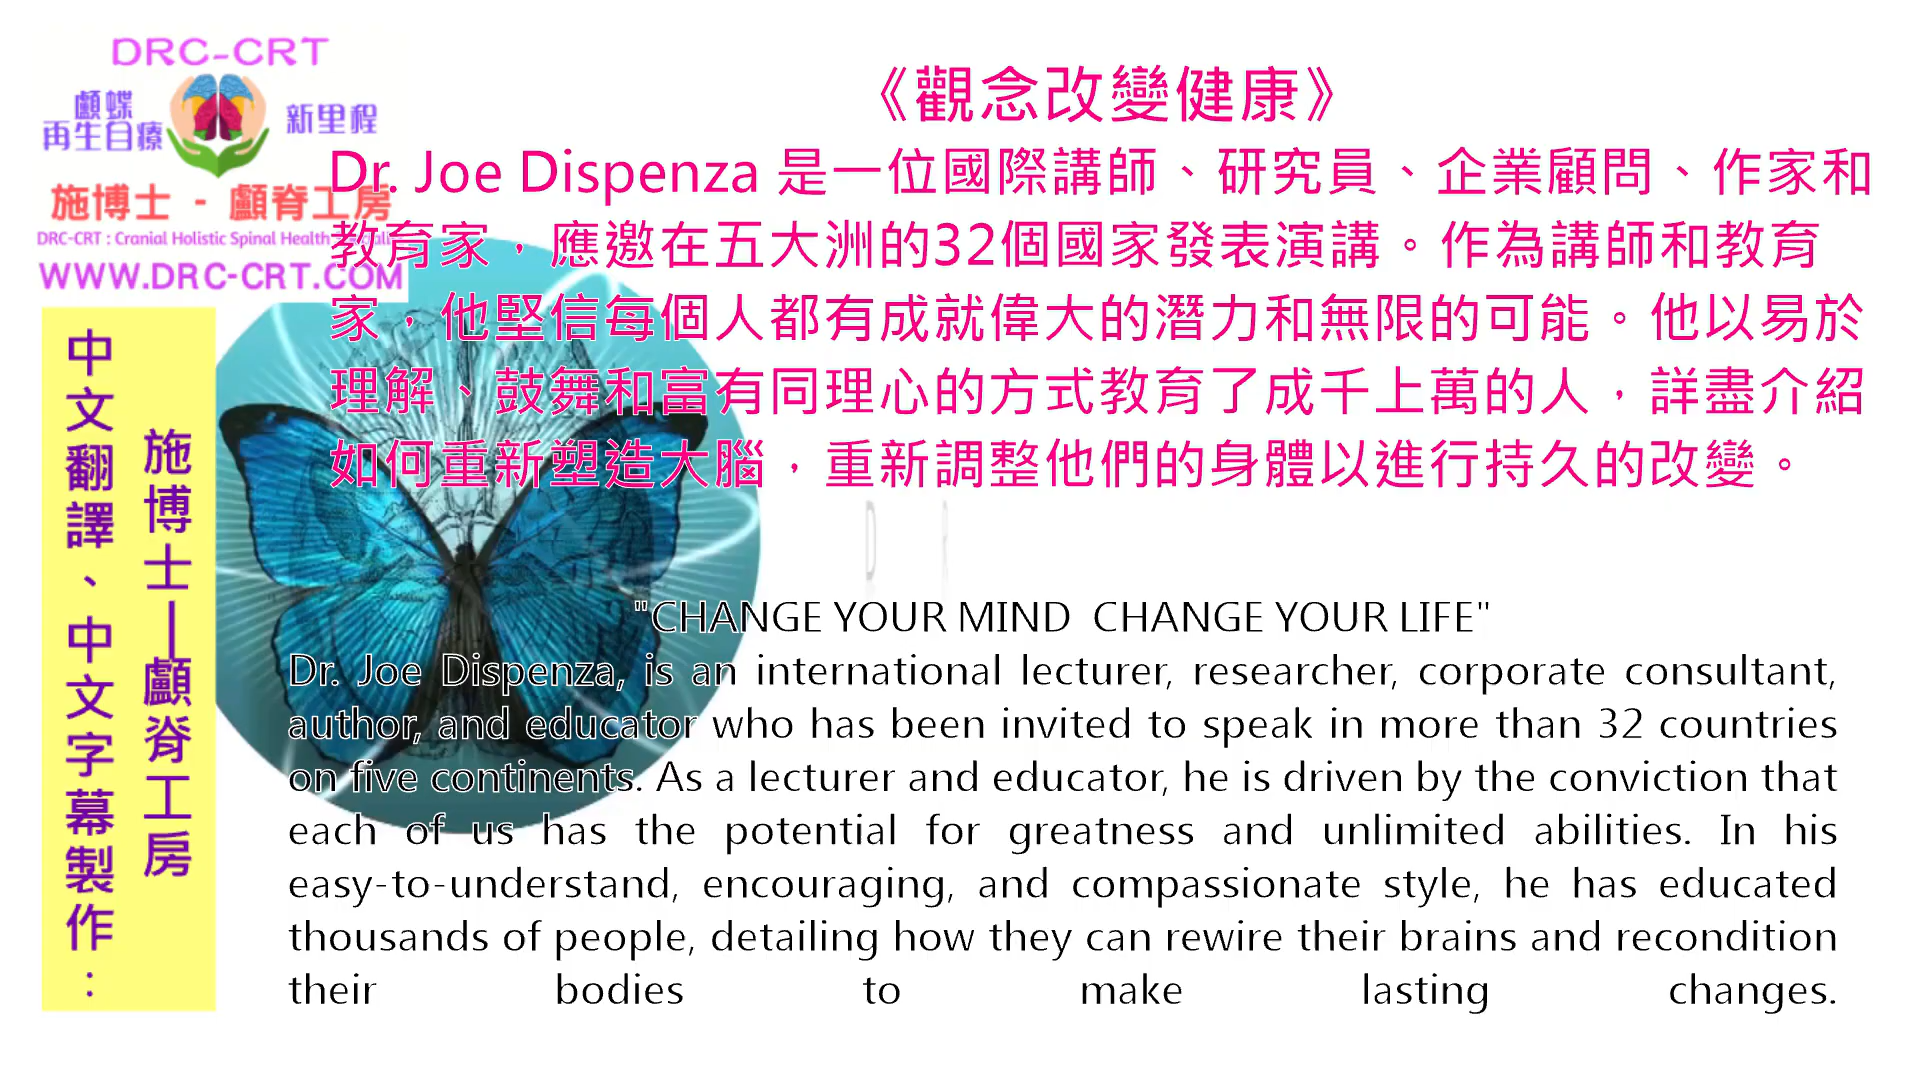 DRC-CRT
顱蝶
再生自療
新里程
施博士 - 顱脊工房
DRC-CRT : Cranial Holistic Spinal Health
WWW.DRC-CRT.COM
《觀念改變健康》
Dr. Joe Dispenza 是一位國際講師、研究員、企業顧問、作家和
教育家，應邀在五大洲的32個國家發表演講。作為講師和教育
家，他堅信每個人都有成就偉大的潛力和無限的可能。他以易於
理解、鼓舞和富有同理心的方式教育了成千上萬的人，詳盡介紹
如何重新塑造大腦，重新調整他們的身體以進行持久的改變。
中文翻譯、中文字幕製作：
施博士—顱脊工房
"CHANGE YOUR MIND  CHANGE YOUR LIFE"
Dr. Joe Dispenza, is an international lecturer, researcher, corporate consultant,
author, and educator who has been invited to speak in more than 32 countries
on five continents. As a lecturer and educator, he is driven by the conviction that
each of us has the potential for greatness and unlimited abilities. In his
easy-to-understand, encouraging, and compassionate style, he has educated
thousands of people, detailing how they can rewire their brains and recondition
their bodies to make lasting changes.